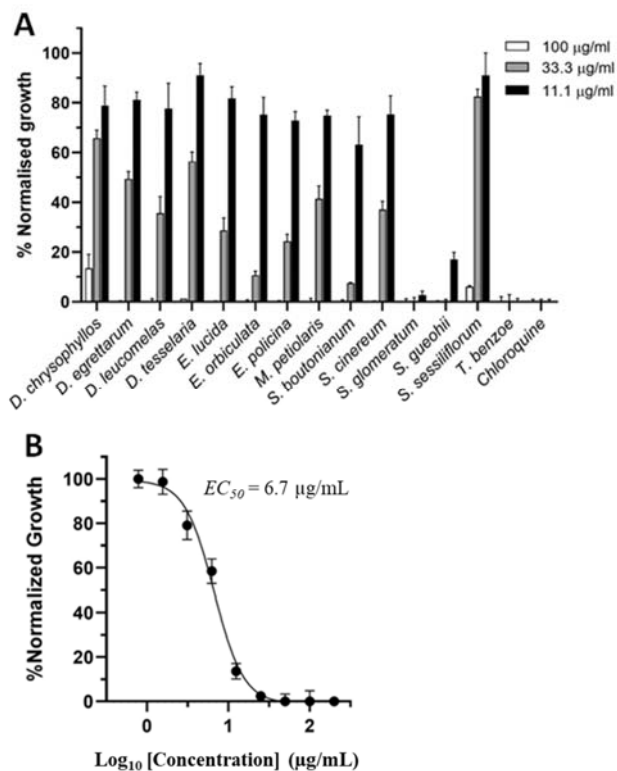 A
% Normalised growth
100
80
60
40
20
0
100 µg/ml
33.3 µg/ml
11.1 µg/ml
D. chrysophyllos
D. egrettarum
D. leucomelas
D. tesselaria
E. lucida
E. orbiculata
E. policina
M. petiolaris
S. boutonianum
S. cinereum
S. glomeratum
S. gueohii
S. sessiliflorum
T. benzoe
Chloroquine
B
%Normalized Growth
100
80
60
40
20
0
EC50 = 6.7 µg/mL
0 1 2
Log10 [Concentration] (µg/mL)